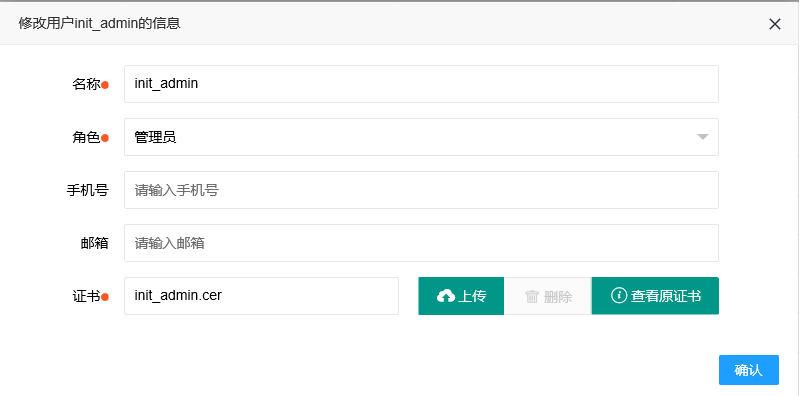 修改用户init_admin的信息
名称 init_admin
角色 管理员
手机号 请输入手机号
邮箱 请输入邮箱
证书 init_admin.cer 上传 删除 查看原证书
确认